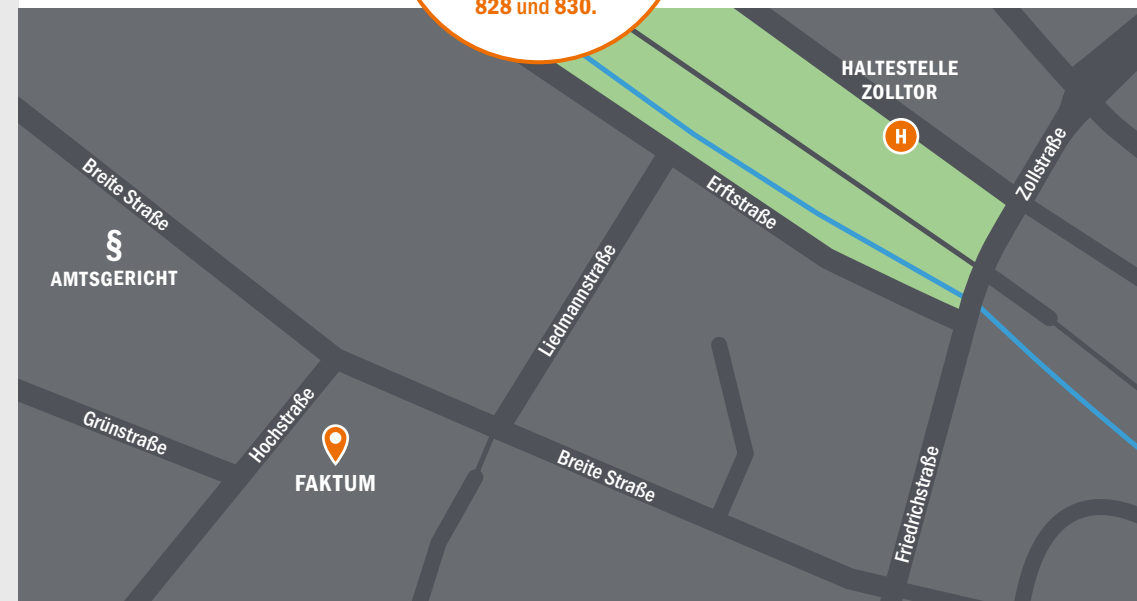 828 und 830.
HALTESTELLE
ZOLLTOR
H
Zollstraße
Breite Straße
Erftstraße
§
AMTSGERICHT
Liedmannstraße
Hochstraße
Grünstraße
FAKTUM
Breite Straße
Friedrichstraße